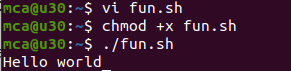 mca@u30:~$ vi fun.sh
mca@u30:~$ chmod +x fun.sh
mca@u30:~$ ./fun.sh
Hello world